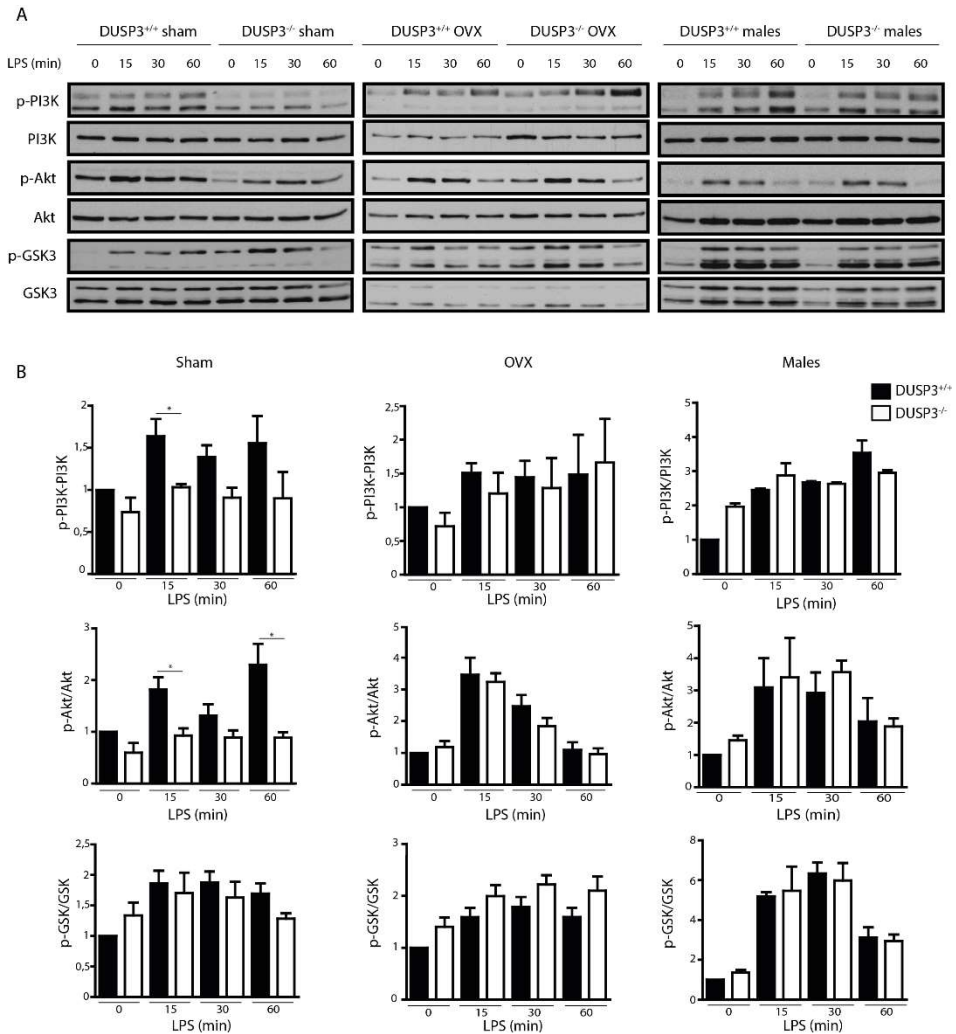 A
DUSP3+/+ sham DUSP3-/- sham DUSP3+/+ OVX DUSP3-/- OVX DUSP3+/+ males DUSP3-/- males
LPS (min) 0 15 30 60 0 15 30 60 0 15 30 60 0 15 30 60 0 15 30 60 0 15 30 60
p-PI3K
PI3K
p-Akt
Akt
p-GSK3
GSK3
B
Sham OVX Males
DUSP3+/+
DUSP3-/-
p-PI3K-PI3K
2
1,5
1
0,5
0
*
0 15 30 60
LPS (min)
p-PI3K-PI3K
2,5
2
1,5
1
0,5
0
0 15 30 60
LPS (min)
p-PI3K/PI3K
5
4
3
2
1
0
0 15 30 60
LPS (min)
p-Akt/Akt
3
2
1
0
* *
0 15 30 60
LPS (min)
p-Akt/Akt
5
4
3
2
1
0
0 15 30 60
LPS (min)
p-Akt/Akt
5
4
3
2
1
0
0 15 30 60
LPS (min)
p-GSK/GSK
2,5
2
1,5
1
0,5
0
0 15 30 60
LPS (min)
p-GSK/GSK
3
2
1
0
0 15 30 60
LPS (min)
p-GSK/GSK
8
6
4
2
0
0 15 30 60
LPS (min)